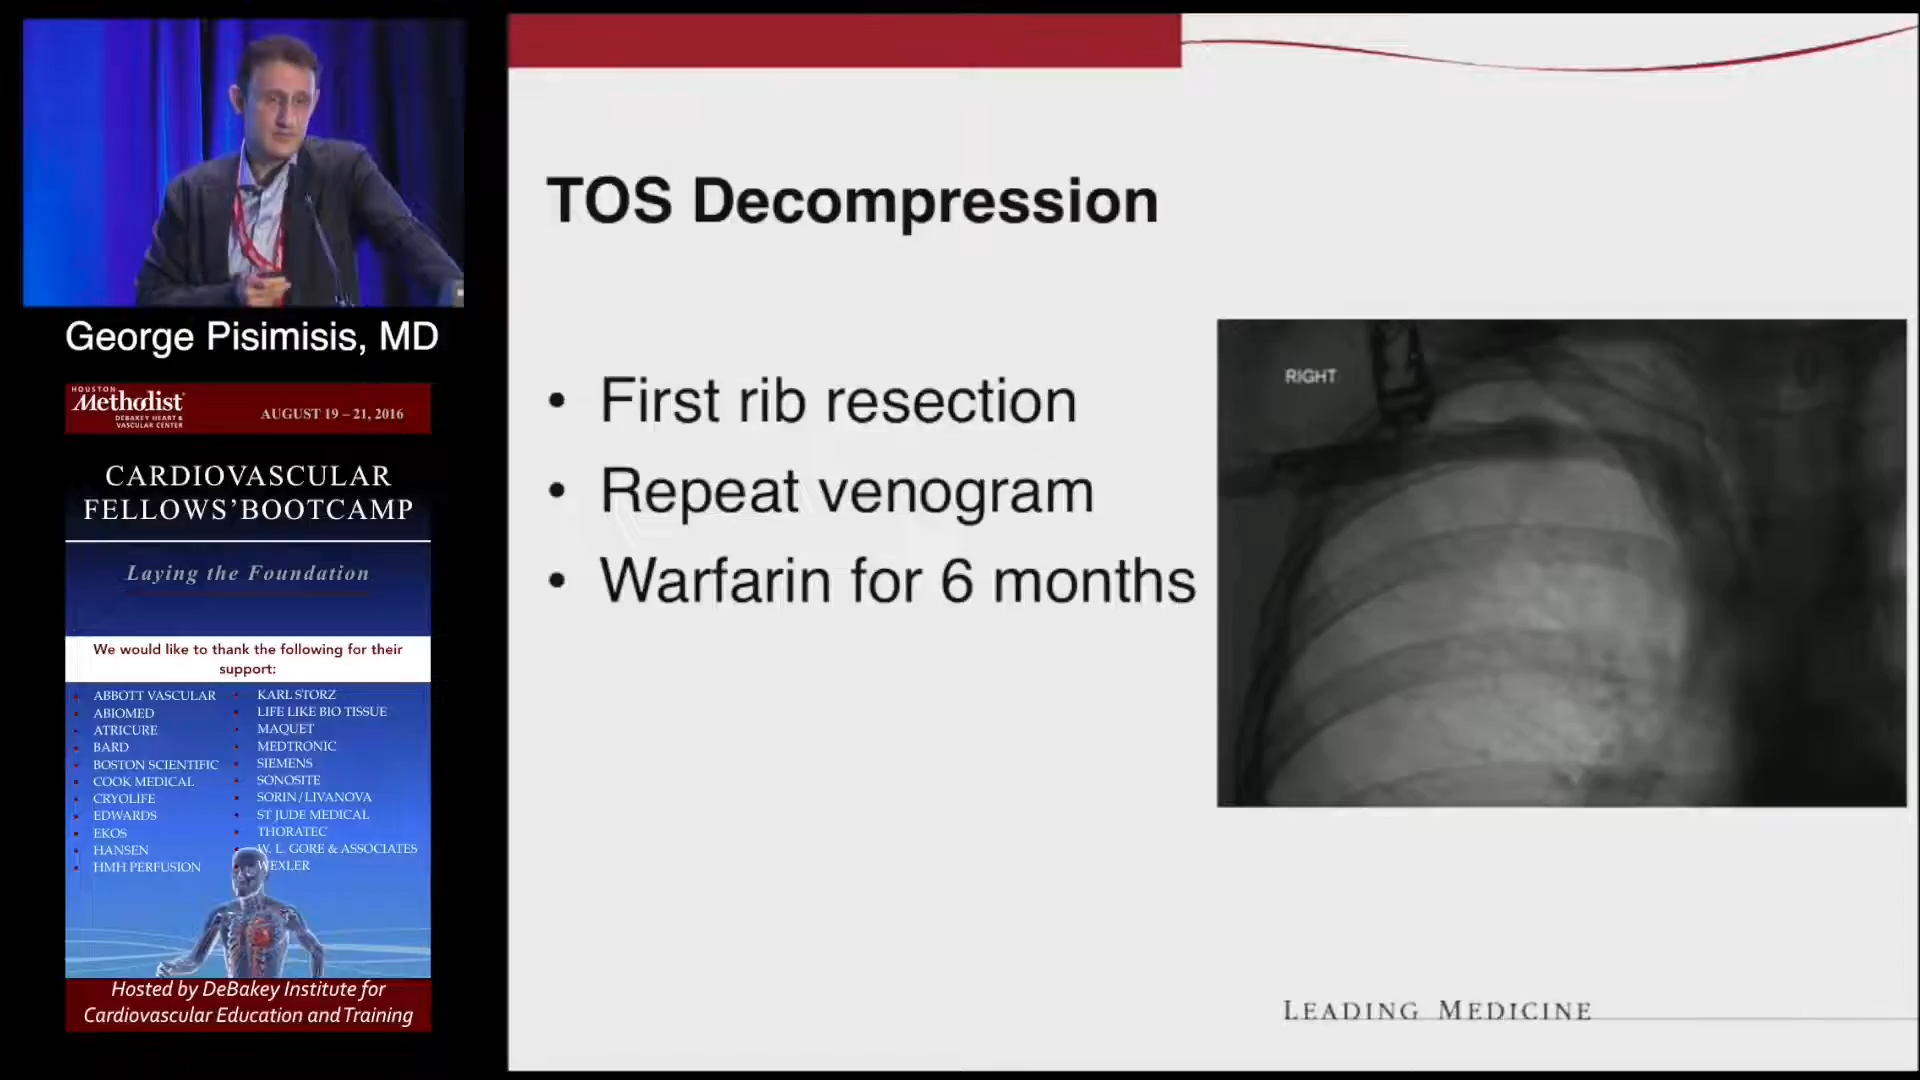 George Pisimisis, MD
HOUSTON
Methodist
DEBAKEY HEART &
VASCULAR CENTER
AUGUST 19 – 21, 2016
CARDIOVASCULAR
FELLOWS'BOOTCAMP
Laying the Foundation
We would like to thank the following for their
support:
ABBOTT VASCULAR
ABIOMED
ATRICURE
BARD
BOSTON SCIENTIFIC
COOK MEDICAL
CRYOLIFE
EDWARDS
EKOS
HANSEN
HMH PERFUSION
KARL STORZ
LIFE LIKE BIO TISSUE
MAQUET
MEDTRONIC
SIEMENS
SONOSITE
SORIN/LIVANOVA
ST JUDE MEDICAL
THORATEC
W. L. GORE & ASSOCIATES
WEXLER
Hosted by DeBakey Institute for
Cardiovascular Education and Training
TOS Decompression
• First rib resection
• Repeat venogram
• Warfarin for 6 months
RIGHT
LEADING MEDICINE